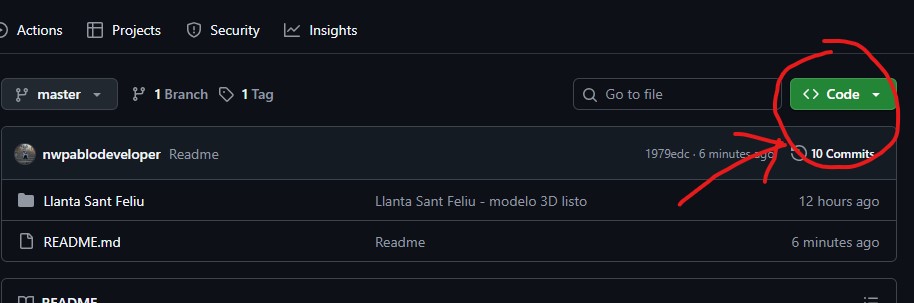 Actions Projects Security Insights
master 1 Branch 1 Tag Go to file <> Code
nwpablodeveloper Readme 1979edc · 6 minutes ago 10 Commits
Llanta Sant Feliu Llanta Sant Feliu - modelo 3D listo 12 hours ago
README.md Readme 6 minutes ago
README